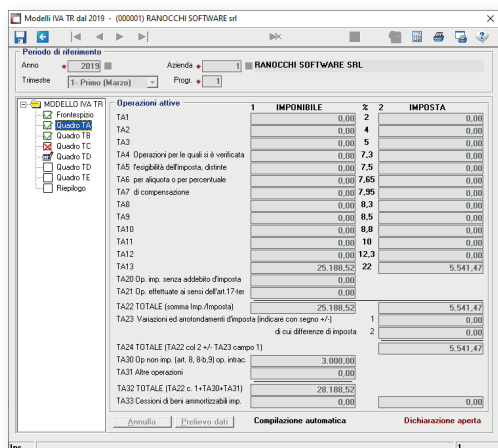 Modelli IVA TR dal 2019 - (000001) RANOCCHI SOFTWARE srl
Periodo di riferimento
Anno * 2019 Azienda * 1 RANOCCHI SOFTWARE SRL
Trimestre 1- Primo (Marzo) Progr. * 1
MODELLO IVA TR
Frontespizio
Quadro TA
Quadro TB
Quadro TC
Quadro TD
Quadro TD
Quadro TE
Riepilogo
Operazioni attive 1 IMPONIBILE % 2 IMPOSTA
TA1 0,00 2 0,00
TA2 0,00 4 0,00
TA3 0,00 5 0,00
TA4 Operazioni per le quali si è verificata 0,00 7,3 0,00
TA5 l'esigibilità dell'imposta, distinte 0,00 7,5 0,00
TA6 per aliquota o per percentuale 0,00 7,65 0,00
TA7 di compensazione 0,00 7,95 0,00
TA8 0,00 8,3 0,00
TA9 0,00 8,5 0,00
TA10 0,00 8,8 0,00
TA11 0,00 10 0,00
TA12 0,00 12,3 0,00
TA13 25.188,52 22 5.541,47
TA20 Op. imp. senza addebito d'imposta 0,00
TA21 Op. effettuate ai sensi dell'art.17-ter 0,00
TA22 TOTALE (somma Imp./Imposta) 25.188,52 5.541,47
TA23 Variazioni ed arrotondamenti d'imposta (indicare con segno +/-) 1 0,00
di cui differenze di imposta 2 0,00
TA24 TOTALE (TA22 col 2 +/- TA23 campo 1) 5.541,47
TA30 Op non imp. (art. 8, 8-b,9) op. intrac. 3.000,00
TA31 Altre operazioni 0,00
TA32 TOTALE (TA22 c. 1+TA30+TA31) 28.188,52
TA33 Cessioni di beni ammortizzabili imp. 0,00 0,00
Annulla Prelievo dati Compilazione automatica Dichiarazione aperta
Ins 1